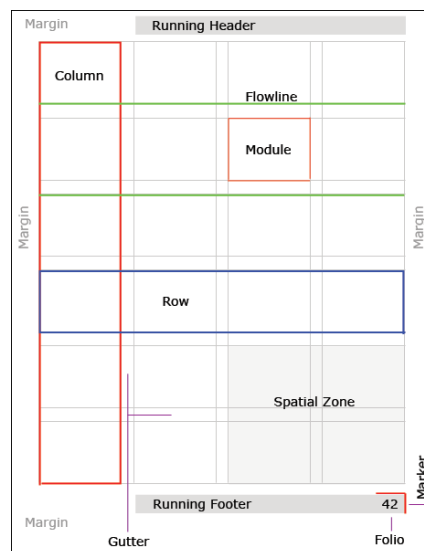 Margin
Running Header
Column
Flowline
Module
Margin
Margin
Row
Spatial Zone
Running Footer
42
Marker
Margin
Gutter
Folio